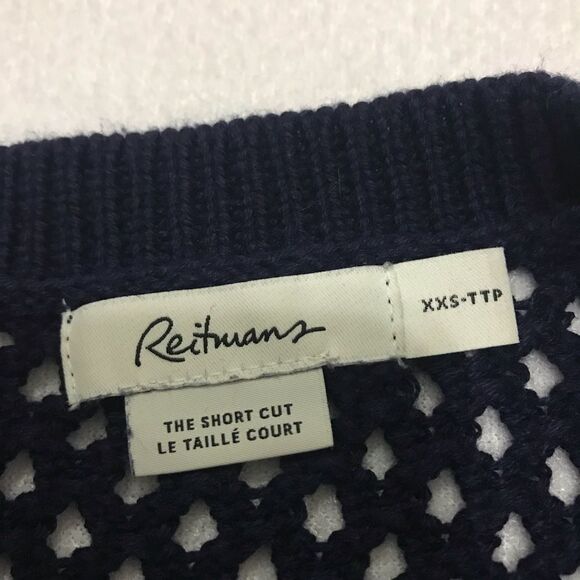 Reitmans
XXS-TTP
THE SHORT CUT
LE TAILLÉ COURT